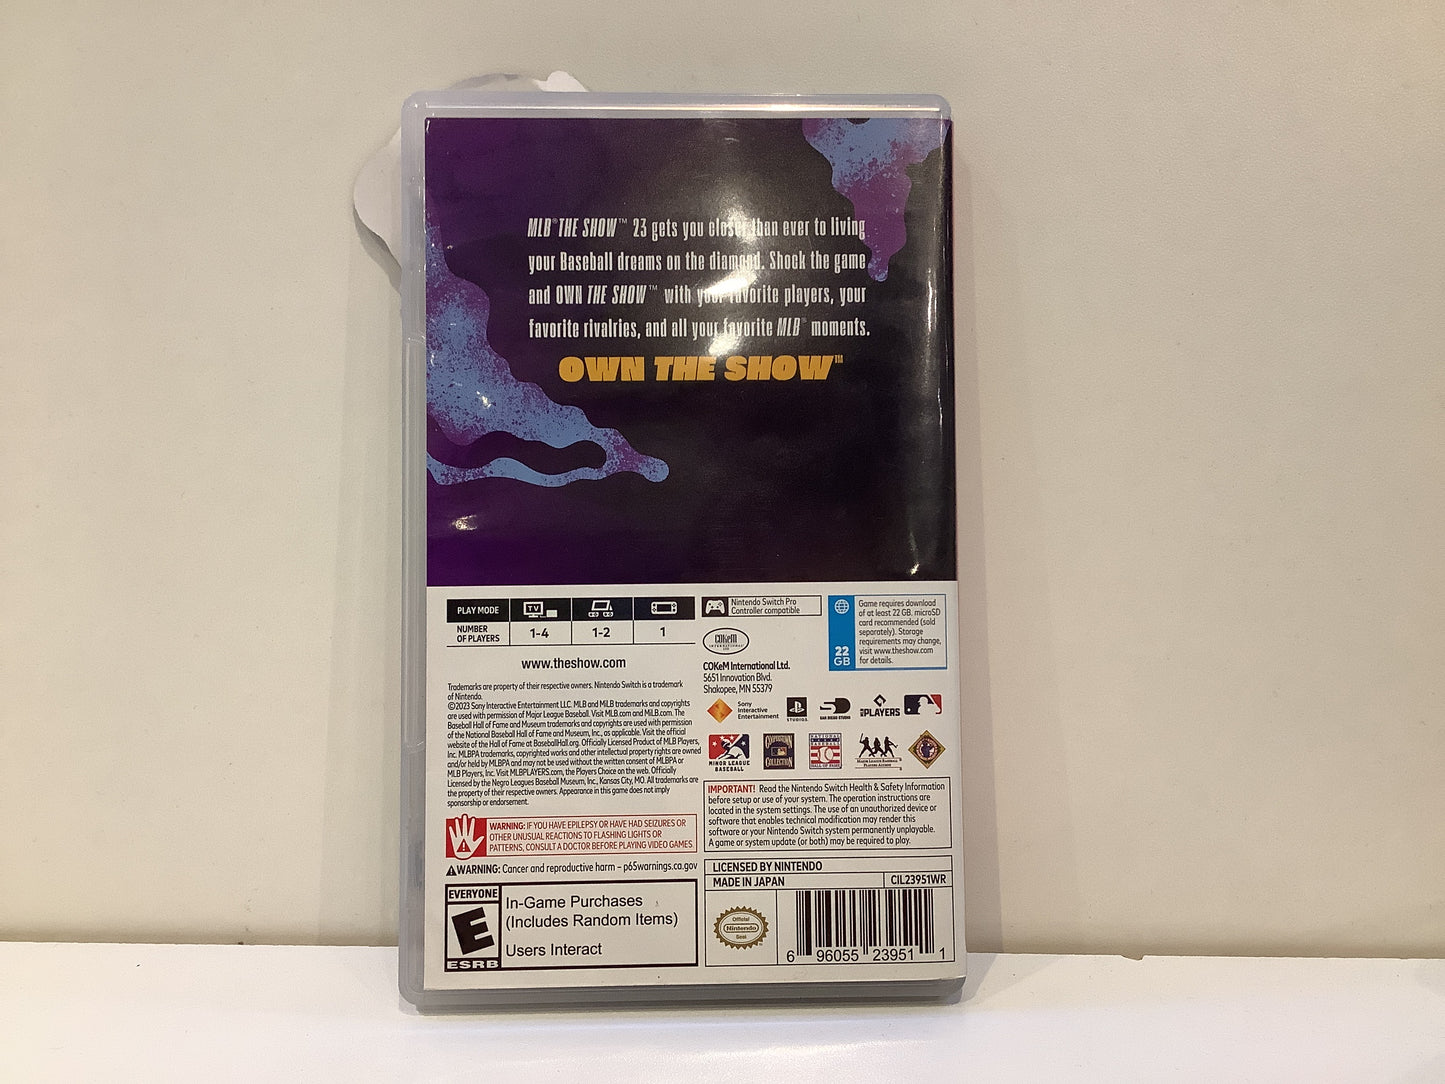 MLB® THE SHOW™ 23 gets you closer than ever to living
your Baseball dreams on the diamond. Shock the game
and OWN THE SHOW™ with your favorite players, your
favorite rivalries, and all your favorite MLB™ moments.
OWN THE SHOW™
PLAY MODE
TV
NUMBER
OF PLAYERS
1-4
1-2
1
www.theshow.com
Nintendo Switch Pro
Controller compatible
COKeM
INTERNATIONAL
COKeM International Ltd.
5651 Innovation Blvd.
Shakopee, MN 55379
22
GB
Game requires download
of at least 22 GB. microSD
card recommended (sold
separately). Storage
requirements may change,
visit www.theshow.com
for details.
Trademarks are property of their respective owners. Nintendo Switch is a trademark
of Nintendo.
©2023 Sony Interactive Entertainment LLC. MLB and MiLB trademarks and copyrights
are used with permission of Major League Baseball. Visit MLB.com and MiLB.com. The
Baseball Hall of Fame and Museum trademarks and copyrights are used with permission
of the National Baseball Hall of Fame and Museum, Inc., as applicable. Visit the official
website of the Hall of Fame at BaseballHall.org. Officially Licensed Product of MLB Players,
Inc. MLBPA trademarks, copyrighted works and other intellectual property rights are owned
and/or held by MLBPA and may not be used without the written consent of MLBPA or
MLB Players, Inc. Visit MLBPLAYERS.com, the Players Choice on the web. Officially
Licensed by the Negro Leagues Baseball Museum, Inc., Kansas City, MO. All trademarks are
the property of their respective owners. Appearance in this game does not imply
sponsorship or endorsement.
Sony
Interactive
Entertainment
STUDIOS
SAN DIEGO STUDIO
PLAYERS
MINOR LEAGUE
BASEBALL
COOPERSTOWN
COLLECTION
NATIONAL
BASEBALL
HALL OF FAME
MAJOR LEAGUE BASEBALL
PLAYERS ALUMNI
IMPORTANT! Read the Nintendo Switch Health & Safety Information
before setup or use of your system. The operation instructions are
located in the system settings. The use of an unauthorized device or
software that enables technical modification may render this
software or your Nintendo Switch system permanently unplayable.
A game or system update (or both) may be required to play.
WARNING: IF YOU HAVE EPILEPSY OR HAVE HAD SEIZURES OR
OTHER UNUSUAL REACTIONS TO FLASHING LIGHTS OR
PATTERNS, CONSULT A DOCTOR BEFORE PLAYING VIDEO GAMES.
WARNING: Cancer and reproductive harm – p65warnings.ca.gov
EVERYONE
E
ESRB
In-Game Purchases
(Includes Random Items)
Users Interact
LICENSED BY NINTENDO
MADE IN JAPAN
CIL23951WR
Official
Nintendo
Seal
6 96055 23951 1